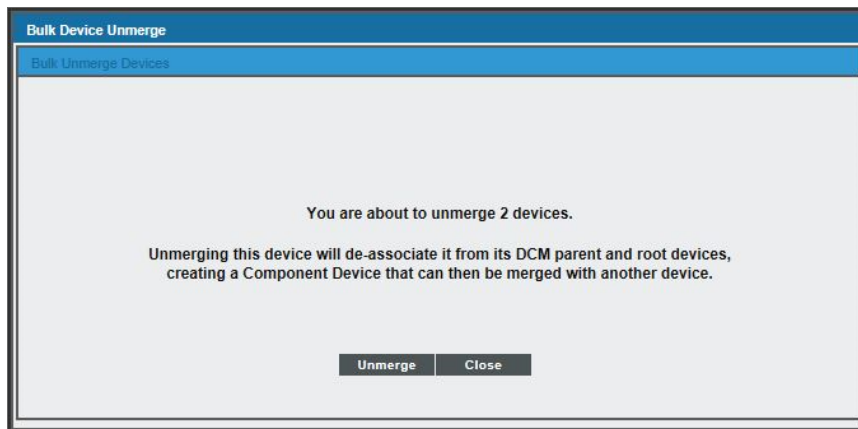 Bulk Device Unmerge
Bulk Unmerge Devices
You are about to unmerge 2 devices.
Unmerging this device will de-associate it from its DCM parent and root devices,
creating a Component Device that can then be merged with another device.
Unmerge Close